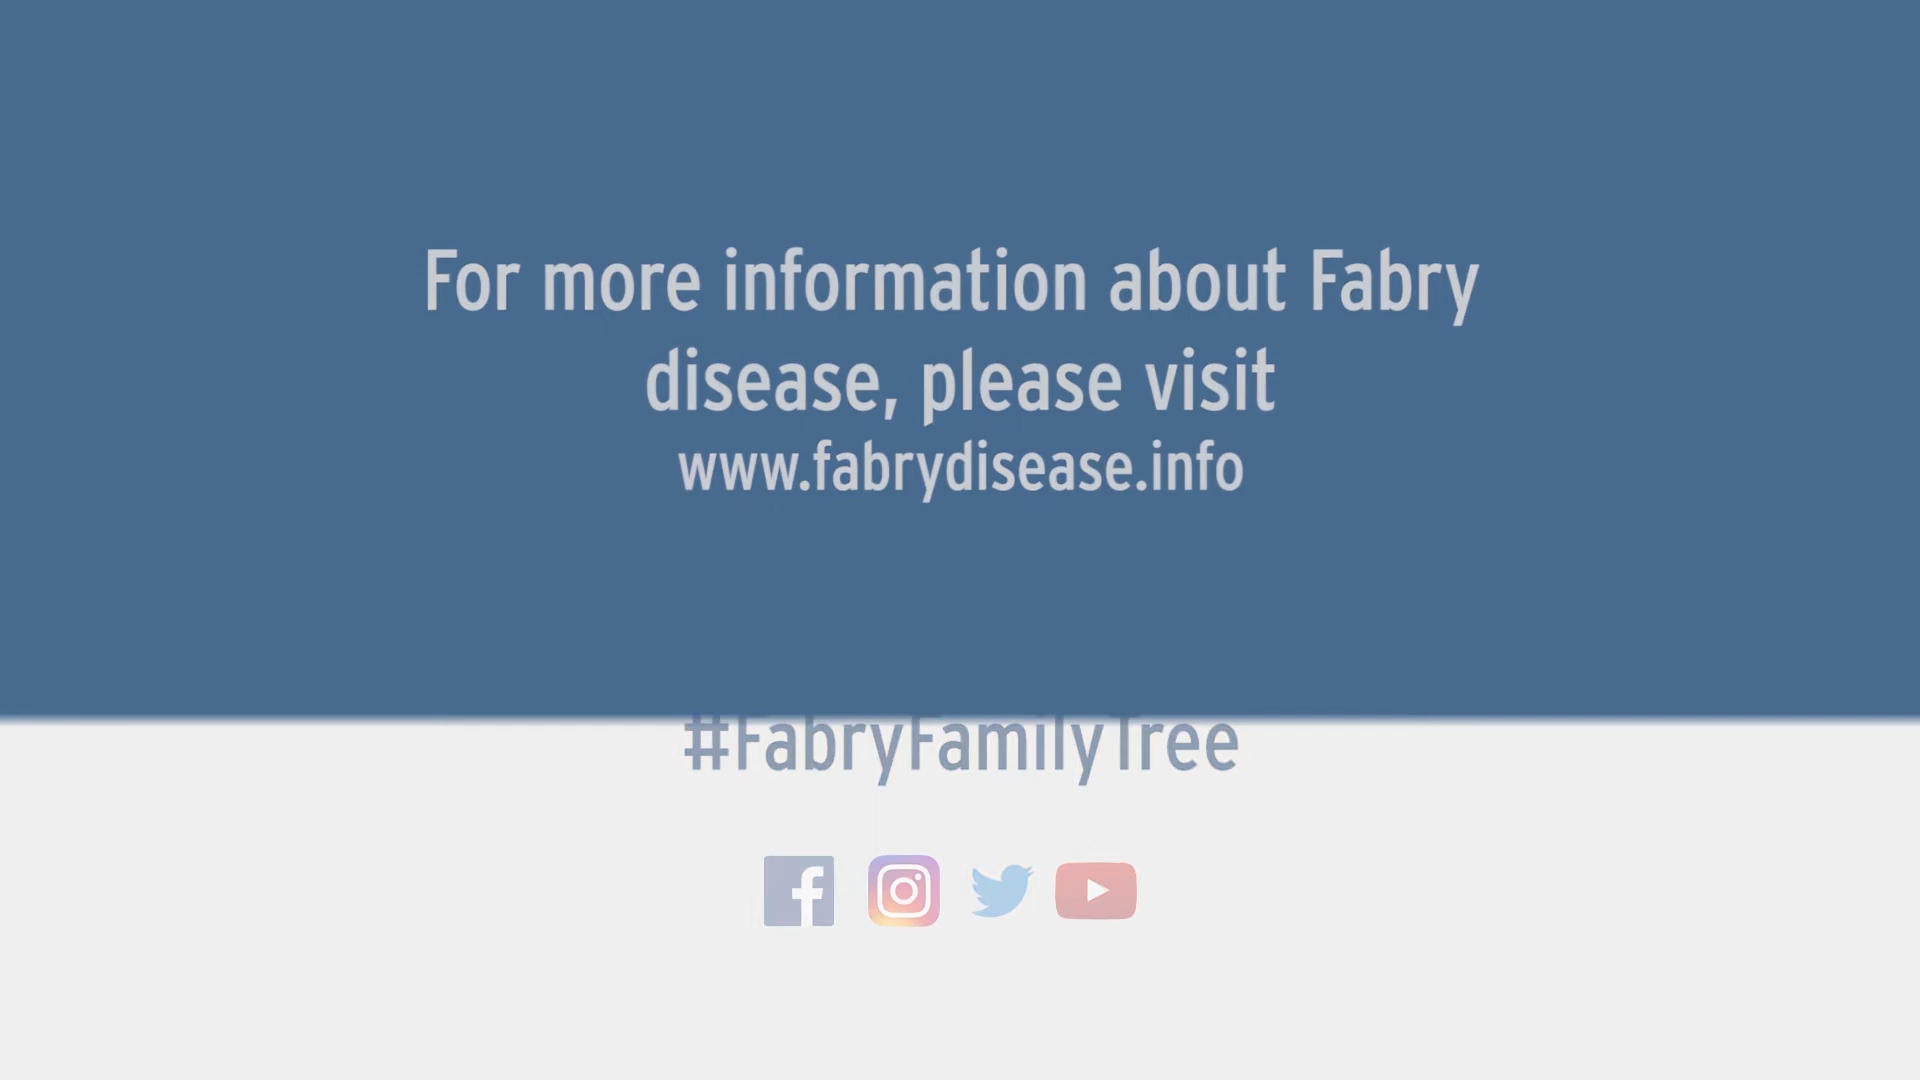 For more information about Fabry
disease, please visit
www.fabrydisease.info
#FabryFamilyTree